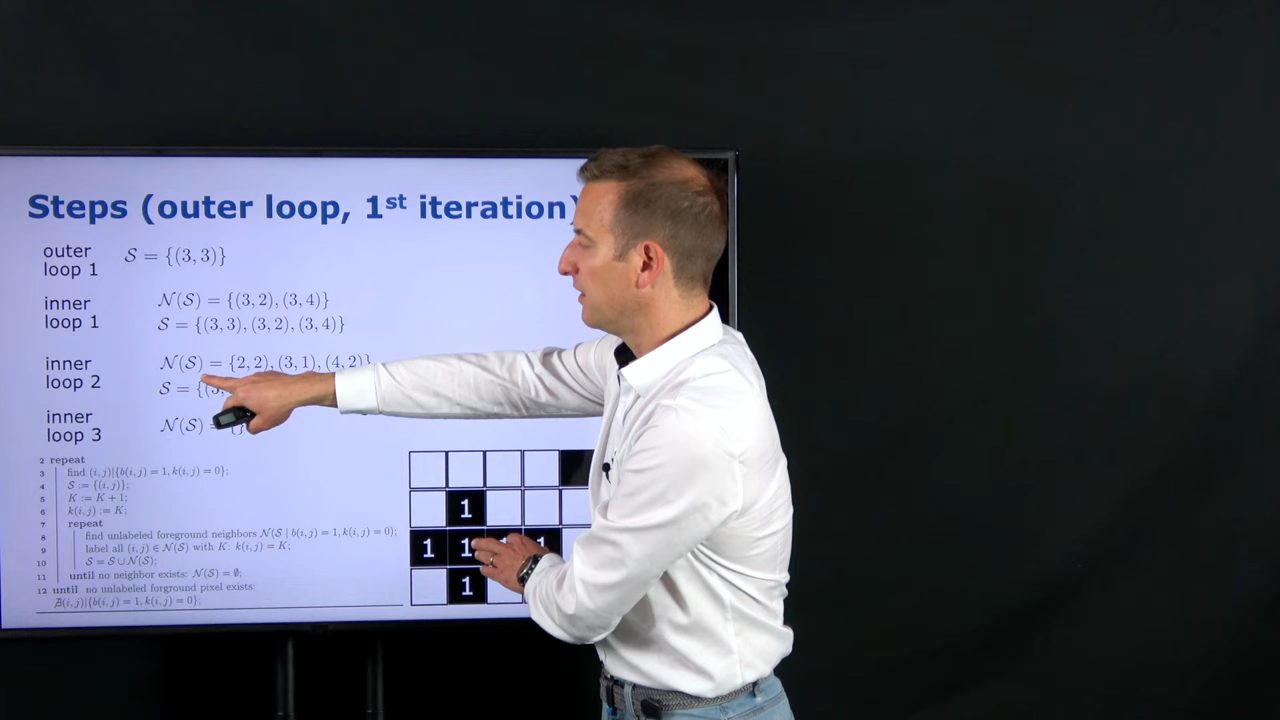 Steps (outer loop, 1st iteration)
outer loop 1 S = {(3, 3)}
inner loop 1 N(S) = {(3, 2), (3, 4)}
S = {(3, 3), (3, 2), (3, 4)}
inner loop 2 N(S) = {2, 2), (3, 1), (4, 2)}
S = {(3,
inner loop 3 N(S) = {}
2 repeat
3 find (i, j)|{b(i, j) = 1, k(i, j) = 0};
4 S := {(i, j)};
5 K := K + 1;
6 k(i, j) := K;
7 repeat
8 find unlabeled foreground neighbors N(S | b(i, j) = 1, k(i, j) = 0);
9 label all (i, j) ∈ N(S) with K: k(i, j) = K;
10 S = S ∪ N(S);
11 until no neighbor exists: N(S) = ∅;
12 until no unlabeled forground pixel exists:
∄(i, j)|{b(i, j) = 1, k(i, j) = 0};
1
1 1 1
1